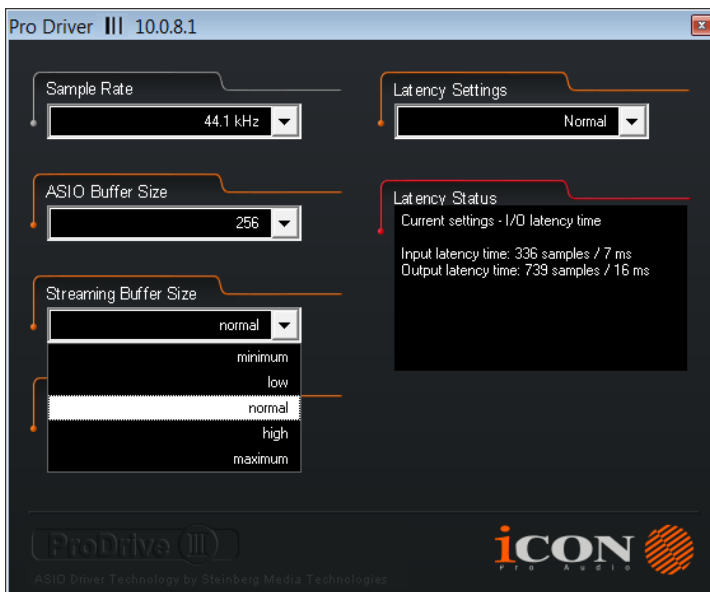 Pro Driver III 10.0.8.1
Sample Rate
44.1 kHz
ASIO Buffer Size
256
Streaming Buffer Size
normal
minimum
low
normal
high
maximum
Latency Settings
Normal
Latency Status
Current settings - I/O latency time
Input latency time: 336 samples / 7 ms
Output latency time: 739 samples / 16 ms
ProDrive III
ASIO Driver Technology by Steinberg Media Technologies
iCON
Pro Audio